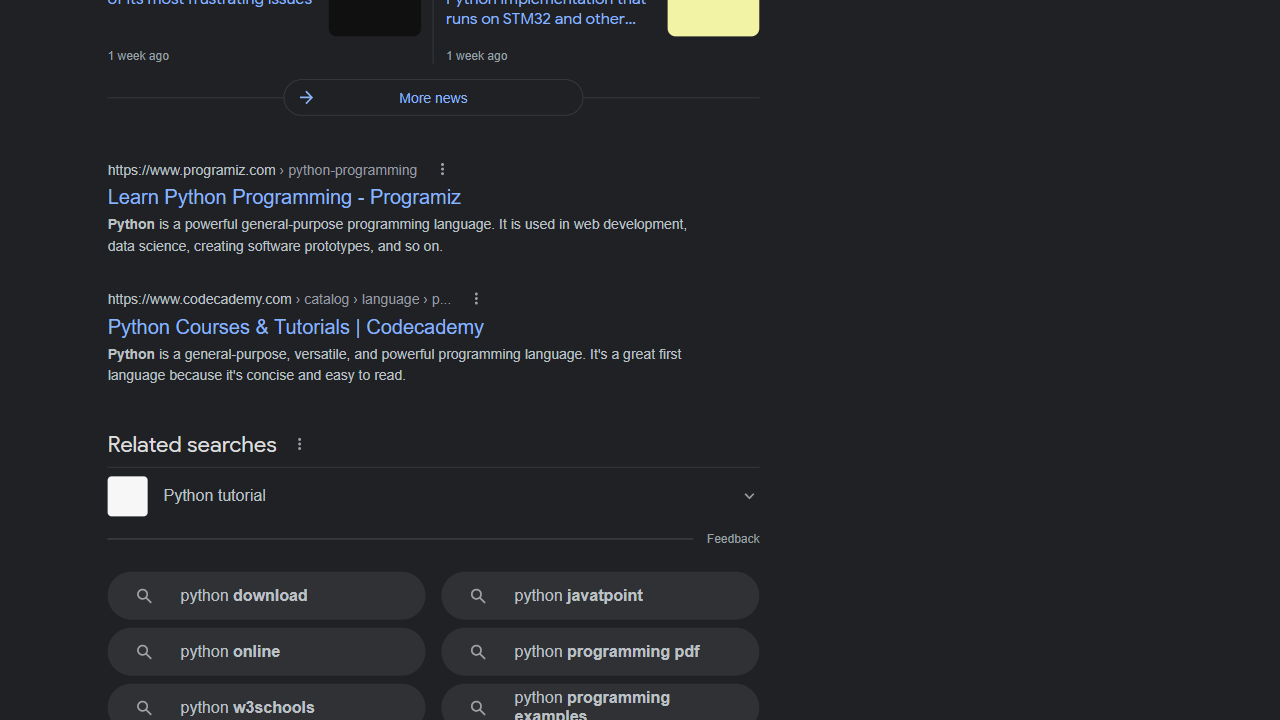 of its most frustrating issues
Python implementation that
runs on STM32 and other...
1 week ago
1 week ago
More news
https://www.programiz.com › python-programming
Learn Python Programming - Programiz
Python is a powerful general-purpose programming language. It is used in web development,
data science, creating software prototypes, and so on.
https://www.codecademy.com › catalog › language › p...
Python Courses & Tutorials | Codecademy
Python is a general-purpose, versatile, and powerful programming language. It's a great first
language because it's concise and easy to read.
Related searches
Python tutorial
Feedback
python download
python javatpoint
python online
python programming pdf
python w3schools
python programming
examples